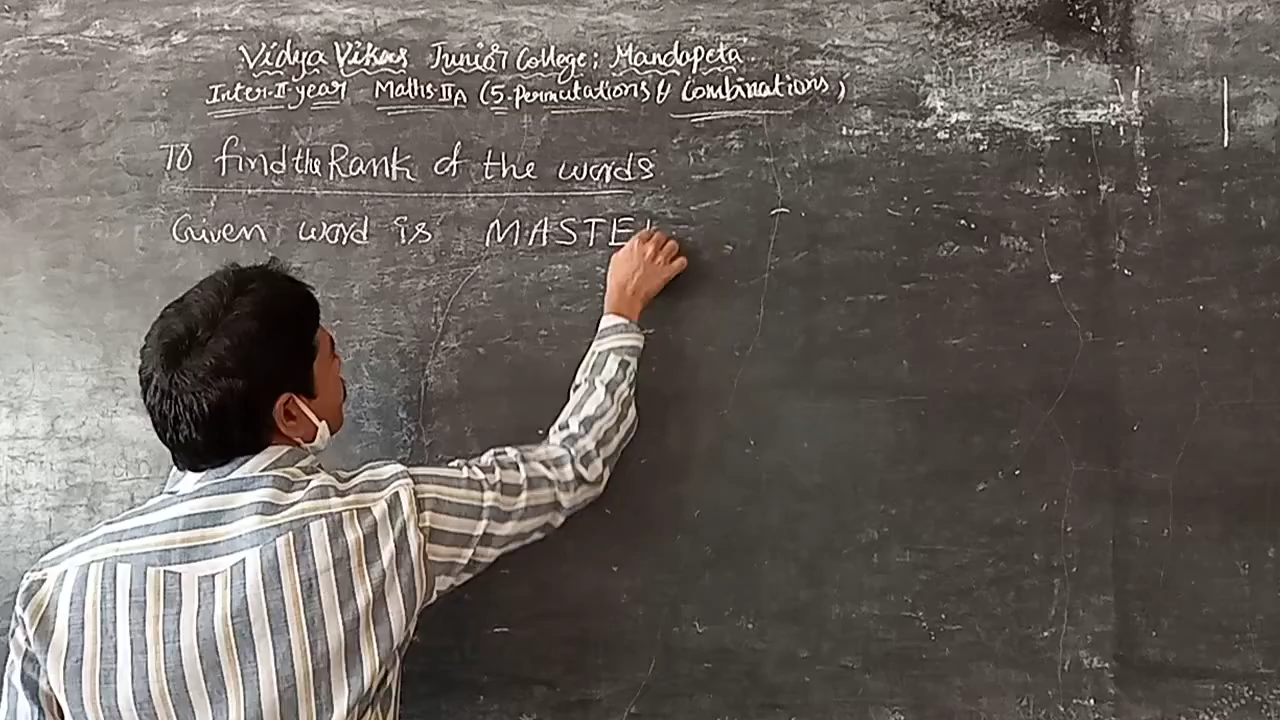 Vidya Vikas Junior College; Mandapeta
Inter-II-year Maths IIA (5. Permutations & Combinations)
To find the Rank of the words
Given word is MASTE